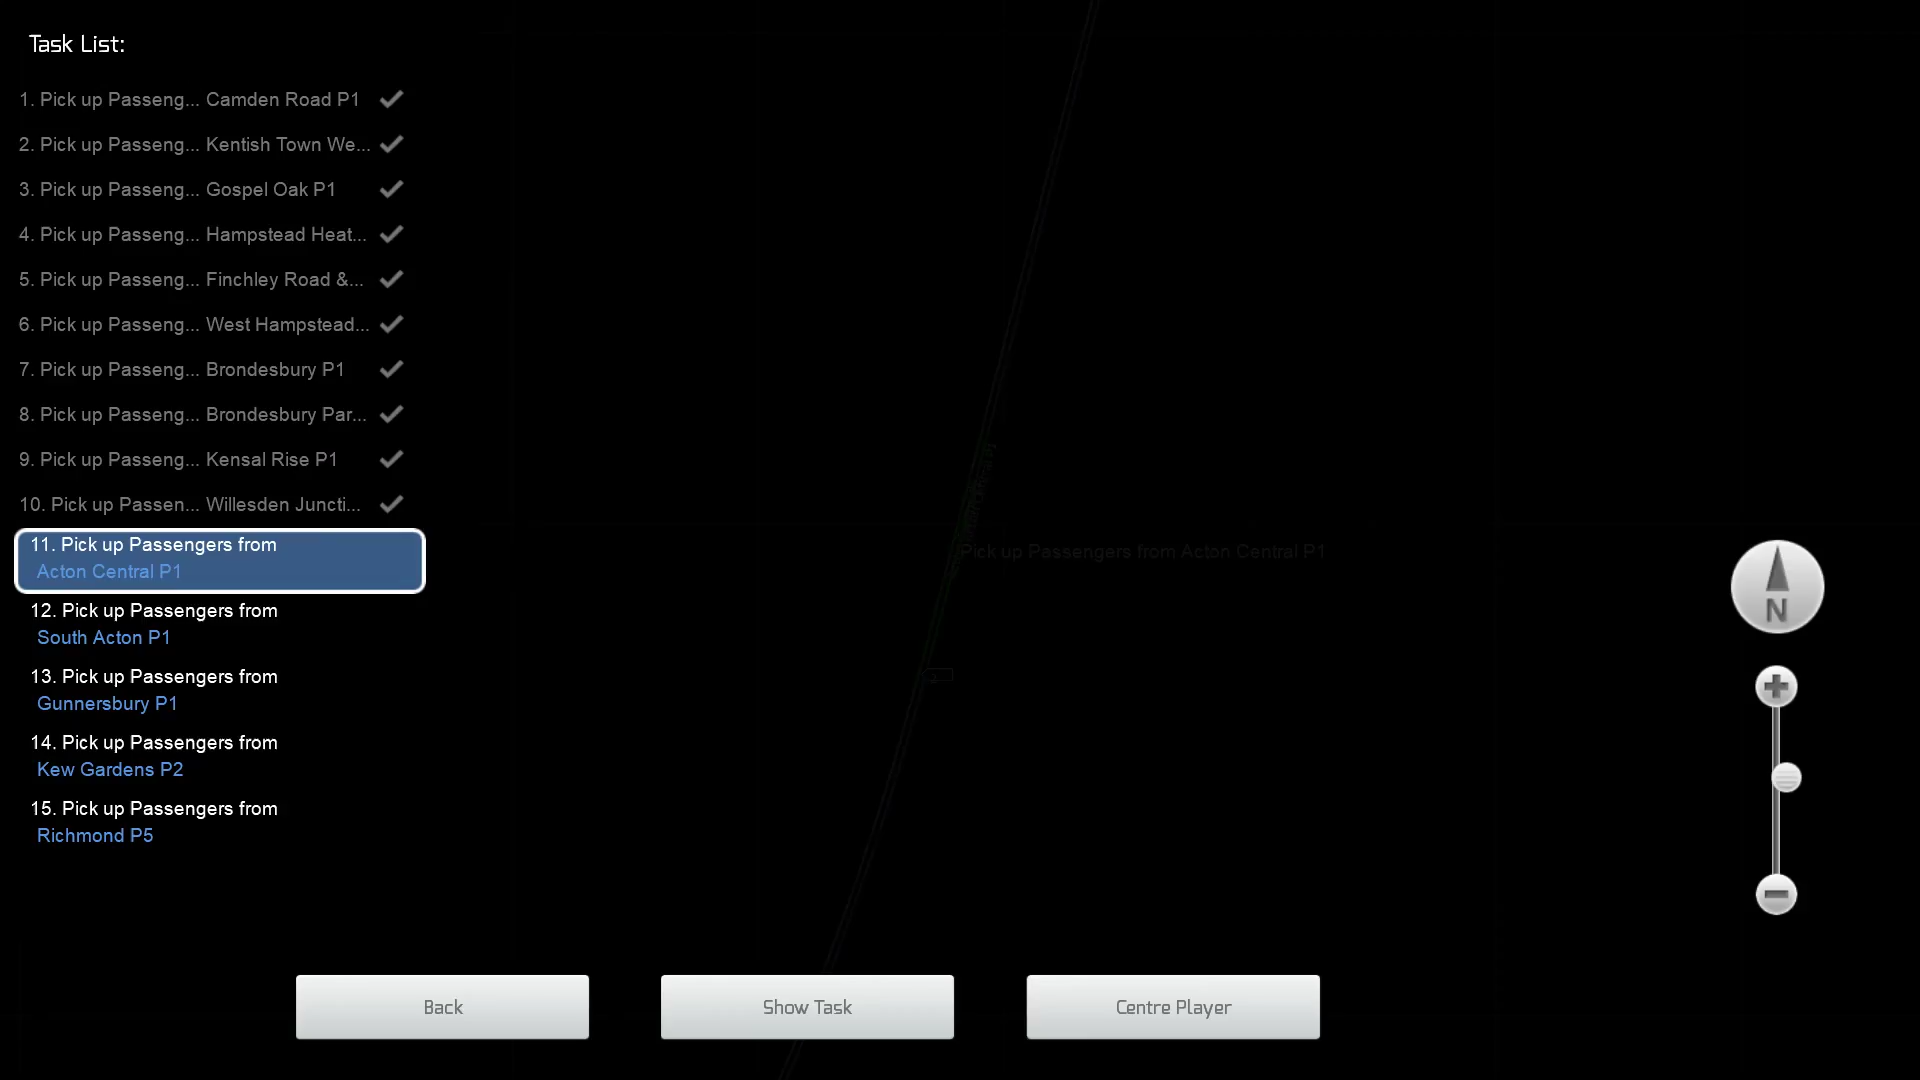 Task List:
1. Pick up Passeng... Camden Road P1
2. Pick up Passeng... Kentish Town We...
3. Pick up Passeng... Gospel Oak P1
4. Pick up Passeng... Hampstead Heat...
5. Pick up Passeng... Finchley Road &...
6. Pick up Passeng... West Hampstead...
7. Pick up Passeng... Brondesbury P1
8. Pick up Passeng... Brondesbury Par...
9. Pick up Passeng... Kensal Rise P1
10. Pick up Passen... Willesden Juncti...
11. Pick up Passengers from
Acton Central P1
12. Pick up Passengers from
South Acton P1
13. Pick up Passengers from
Gunnersbury P1
14. Pick up Passengers from
Kew Gardens P2
15. Pick up Passengers from
Richmond P5
Pick up Passengers from Acton Central P1
N
Back
Show Task
Centre Player